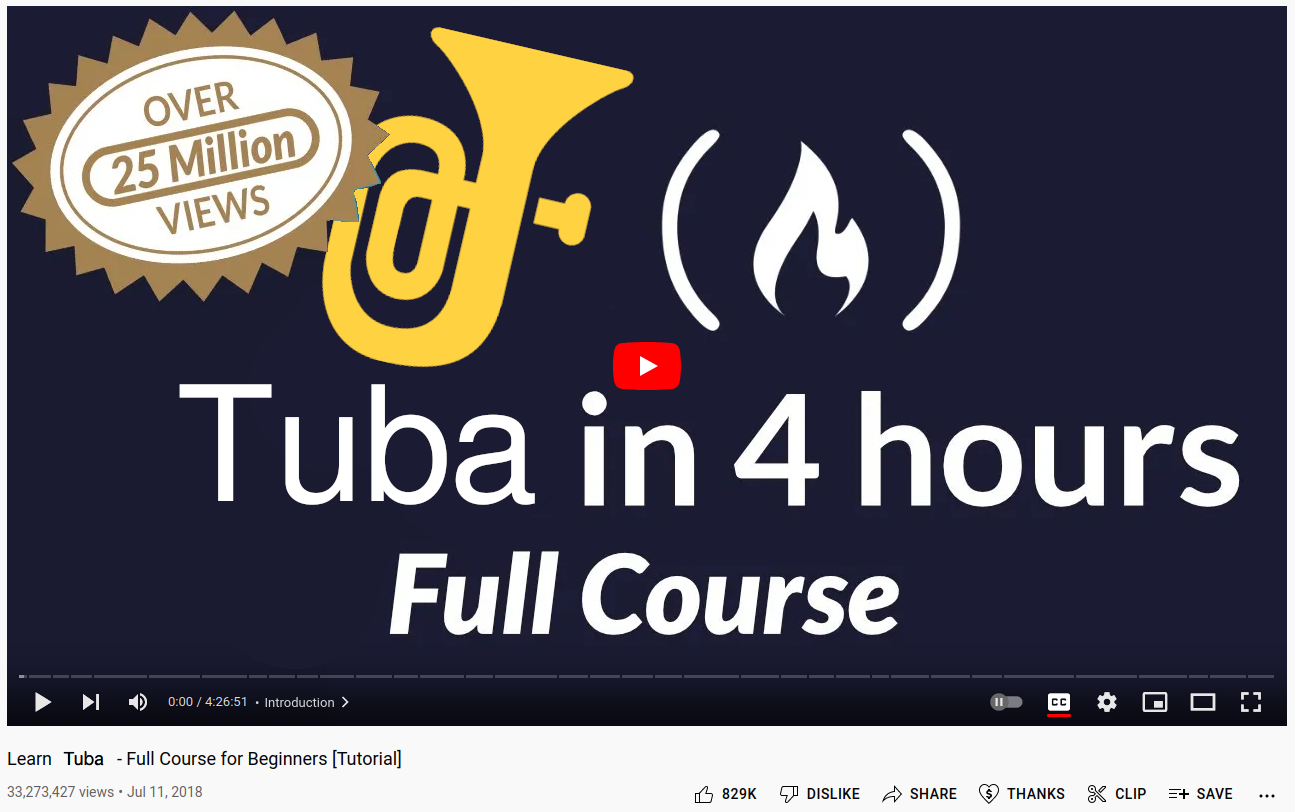 OVER
25 Million
VIEWS
Tuba in 4 hours
Full Course
0:00 / 4:26:51 • Introduction
CC
Learn Tuba - Full Course for Beginners [Tutorial]
33,273,427 views • Jul 11, 2018
829K DISLIKE SHARE THANKS CLIP SAVE